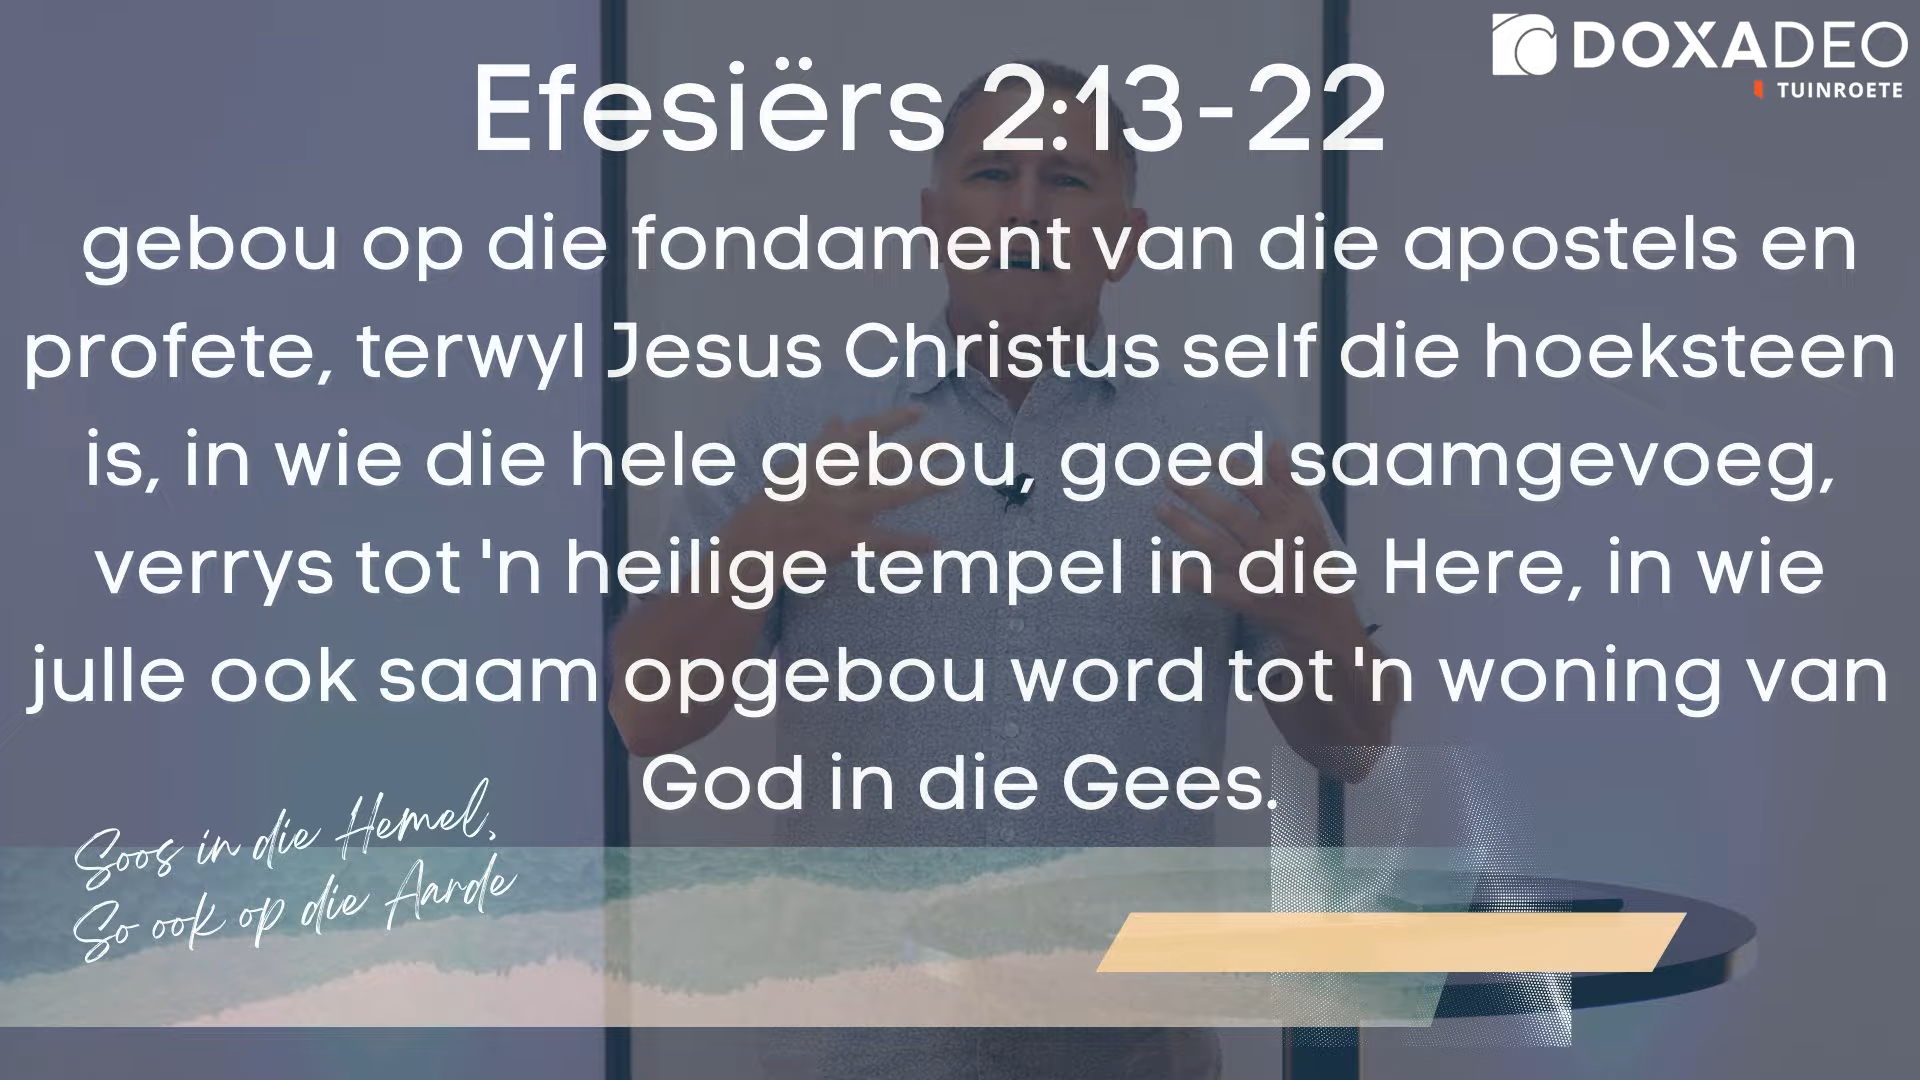 DOXADEO
TUINROETE
Efesiërs 2:13-22
gebou op die fondament van die apostels en
profete, terwyl Jesus Christus self die hoeksteen
is, in wie die hele gebou, goed saamgevoeg,
verrys tot 'n heilige tempel in die Here, in wie
julle ook saam opgebou word tot 'n woning van
God in die Gees.
Soos in die Hemel,
So ook op die Aarde